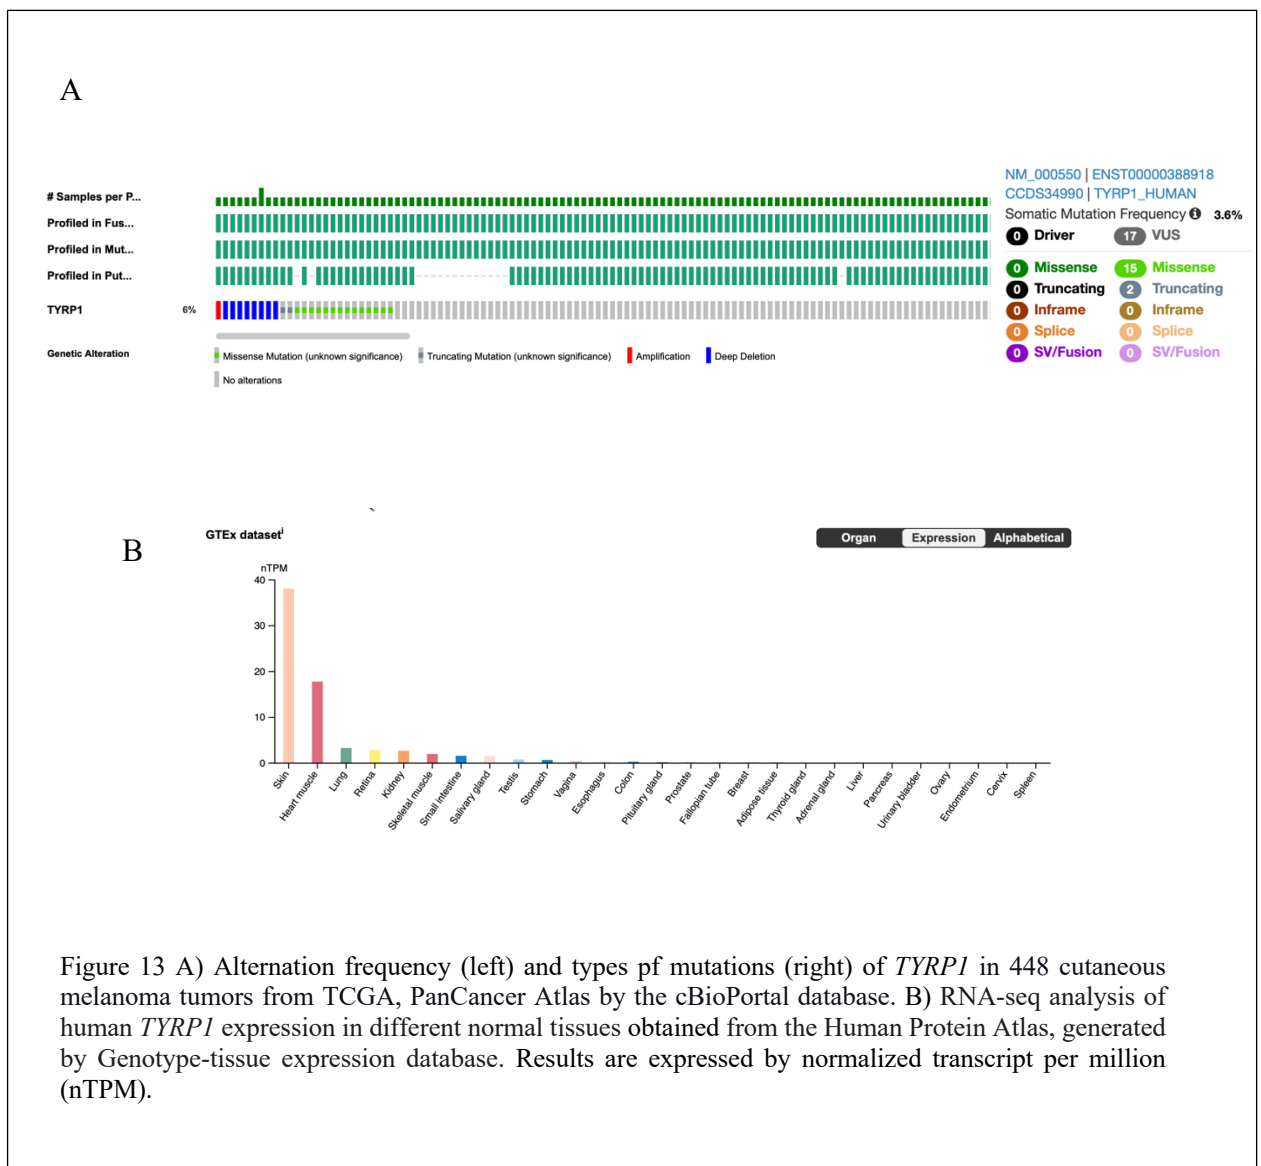 A
# Samples per P...
Profiled in Fus...
Profiled in Mut...
Profiled in Put...
TYRP1 6%
Genetic Alteration
Missense Mutation (unknown significance) Truncating Mutation (unknown significance) Amplification Deep Deletion
No alterations
NM_000550 | ENST00000388918
CCDS34990 | TYRP1_HUMAN
Somatic Mutation Frequency 3.6%
0 Driver 17 VUS
0 Missense 15 Missense
0 Truncating 2 Truncating
0 Inframe 0 Inframe
0 Splice 0 Splice
0 SV/Fusion 0 SV/Fusion
B
`
GTEx datasetⁱ
Organ Expression Alphabetical
nTPM
40
30
20
10
0
Skin
Heart muscle
Lung
Retina
Kidney
Skeletal muscle
Small intestine
Salivary gland
Testis
Stomach
Vagina
Esophagus
Colon
Pituitary gland
Prostate
Fallopian tube
Breast
Adipose tissue
Thyroid gland
Adrenal gland
Liver
Pancreas
Urinary bladder
Ovary
Endometrium
Cervix
Spleen
Figure 13 A) Alternation frequency (left) and types pf mutations (right) of TYRP1 in 448 cutaneous
melanoma tumors from TCGA, PanCancer Atlas by the cBioPortal database. B) RNA-seq analysis of
human TYRP1 expression in different normal tissues obtained from the Human Protein Atlas, generated
by Genotype-tissue expression database. Results are expressed by normalized transcript per million
(nTPM).